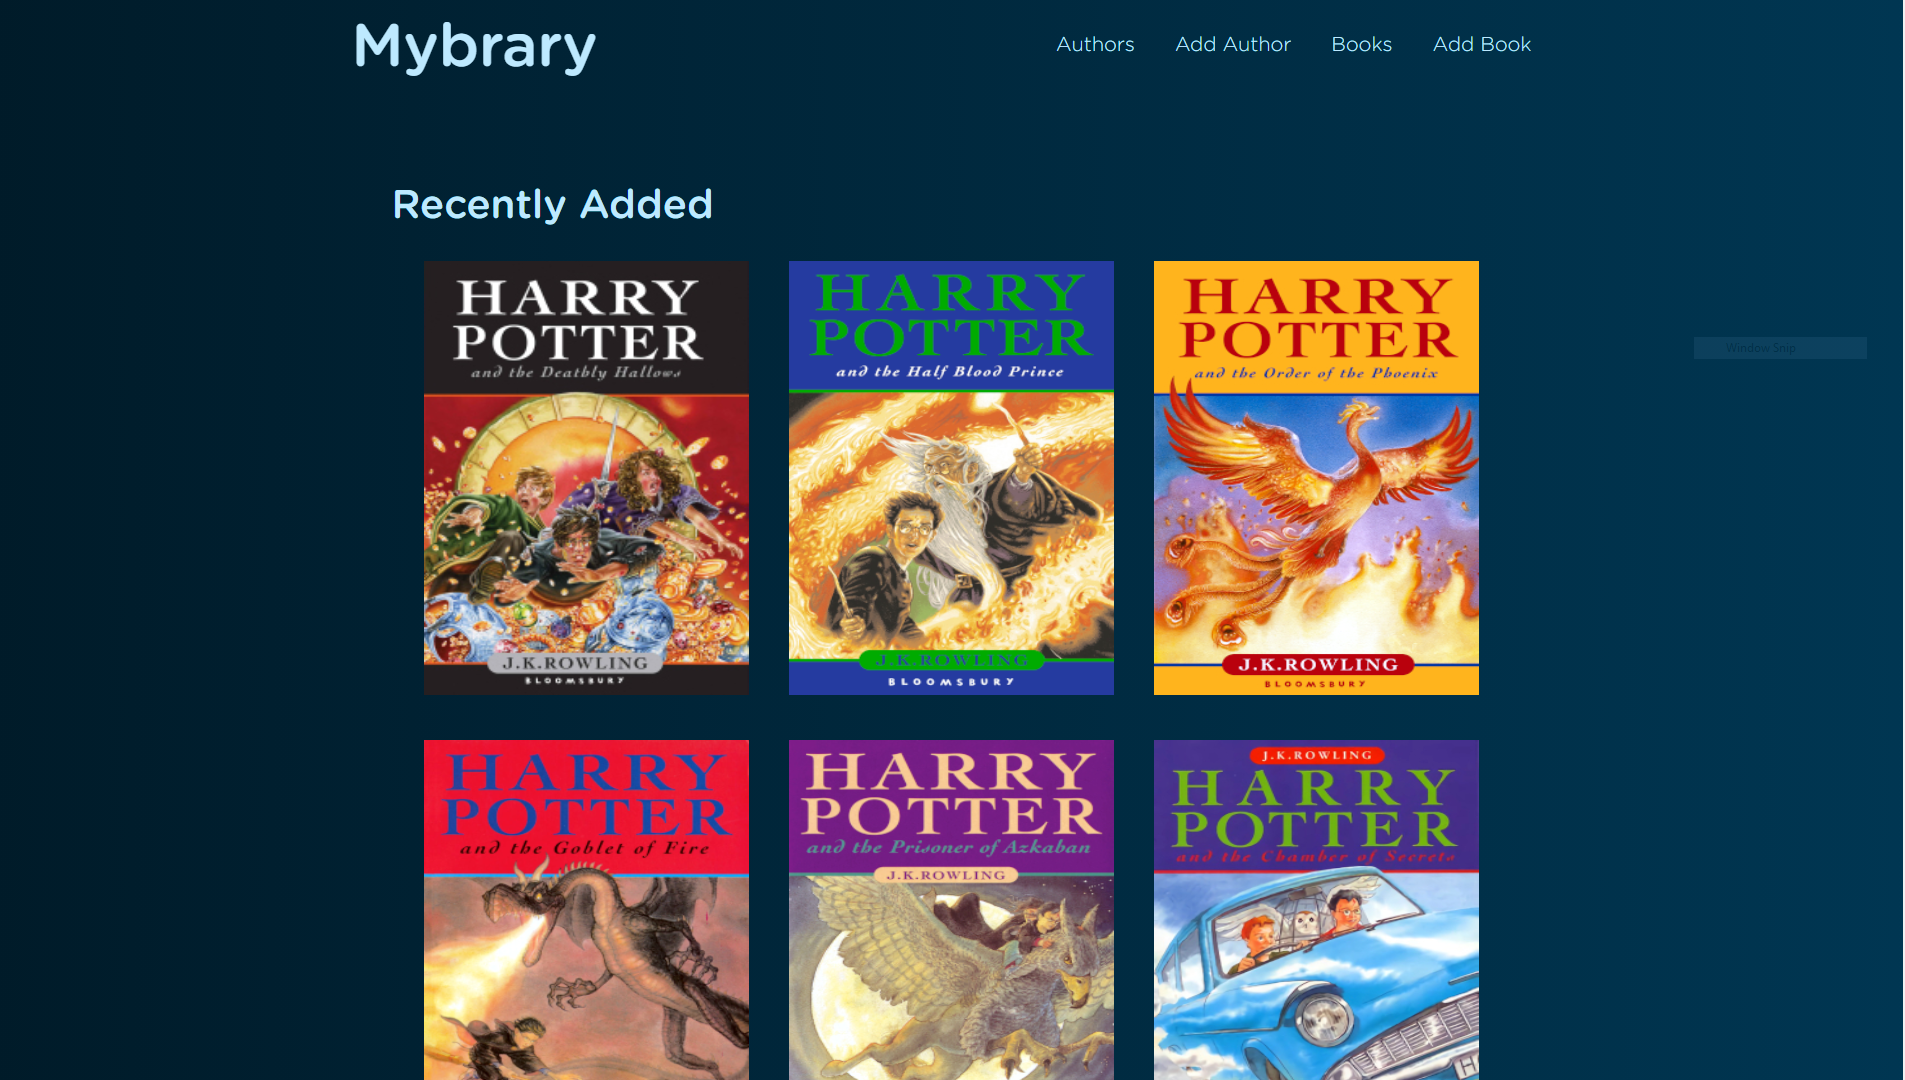 Mybrary
Authors
Add Author
Books
Add Book
Recently Added
HARRY
POTTER
and the Deathly Hallows
J.K.ROWLING
BLOOMSBURY
HARRY
POTTER
and the Half Blood Prince
J.K.ROWLING
BLOOMSBURY
HARRY
POTTER
and the Order of the Phoenix
J.K.ROWLING
BLOOMSBURY
Window Snip
HARRY
POTTER
and the Goblet of Fire
HARRY
POTTER
and the Prisoner of Azkaban
J.K.ROWLING
J.K.ROWLING
HARRY
POTTER
and the Chamber of Secrets